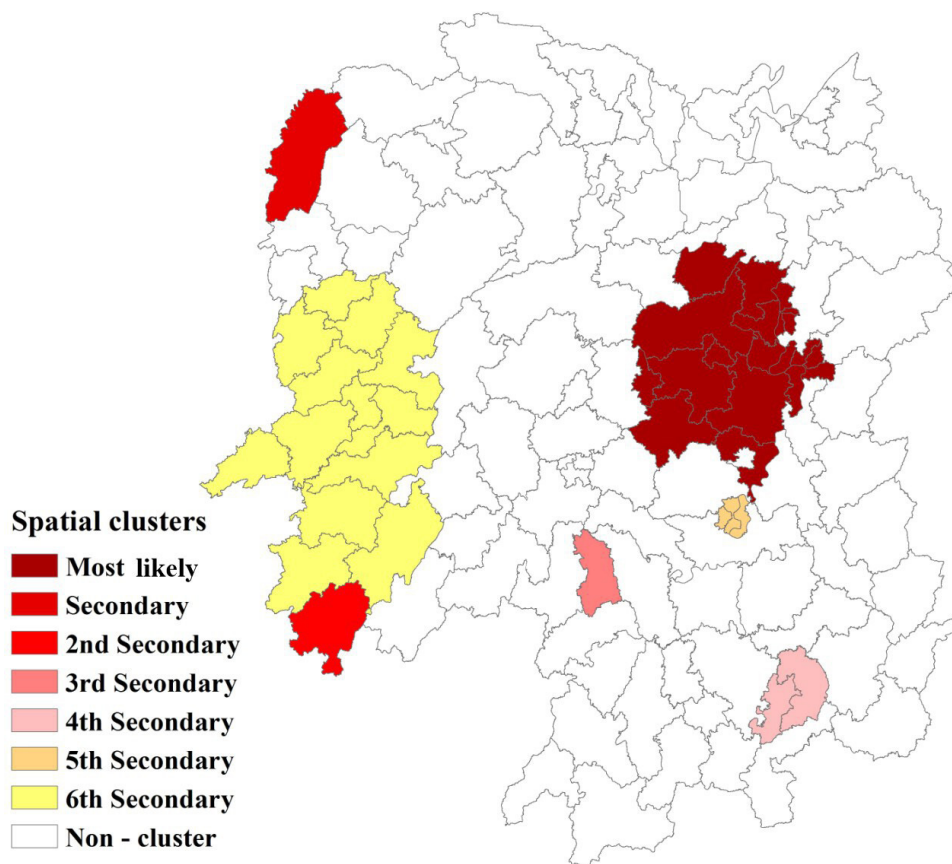 Spatial clusters
Most likely
Secondary
2nd Secondary
3rd Secondary
4th Secondary
5th Secondary
6th Secondary
Non - cluster